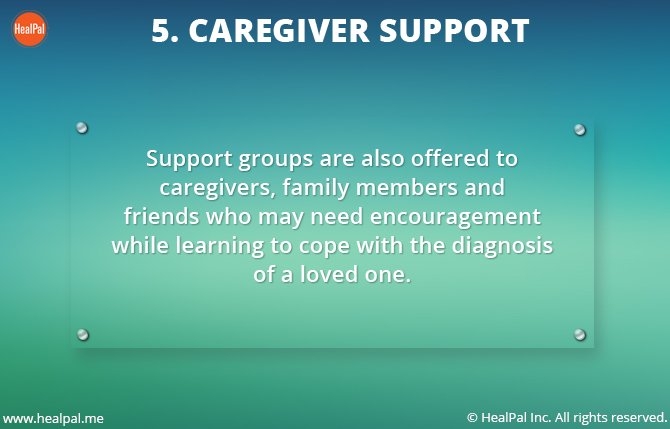 HealPal
5. CAREGIVER SUPPORT
Support groups are also offered to
caregivers, family members and
friends who may need encouragement
while learning to cope with the diagnosis
of a loved one.
www.healpal.me
© HealPal Inc. All rights reserved.